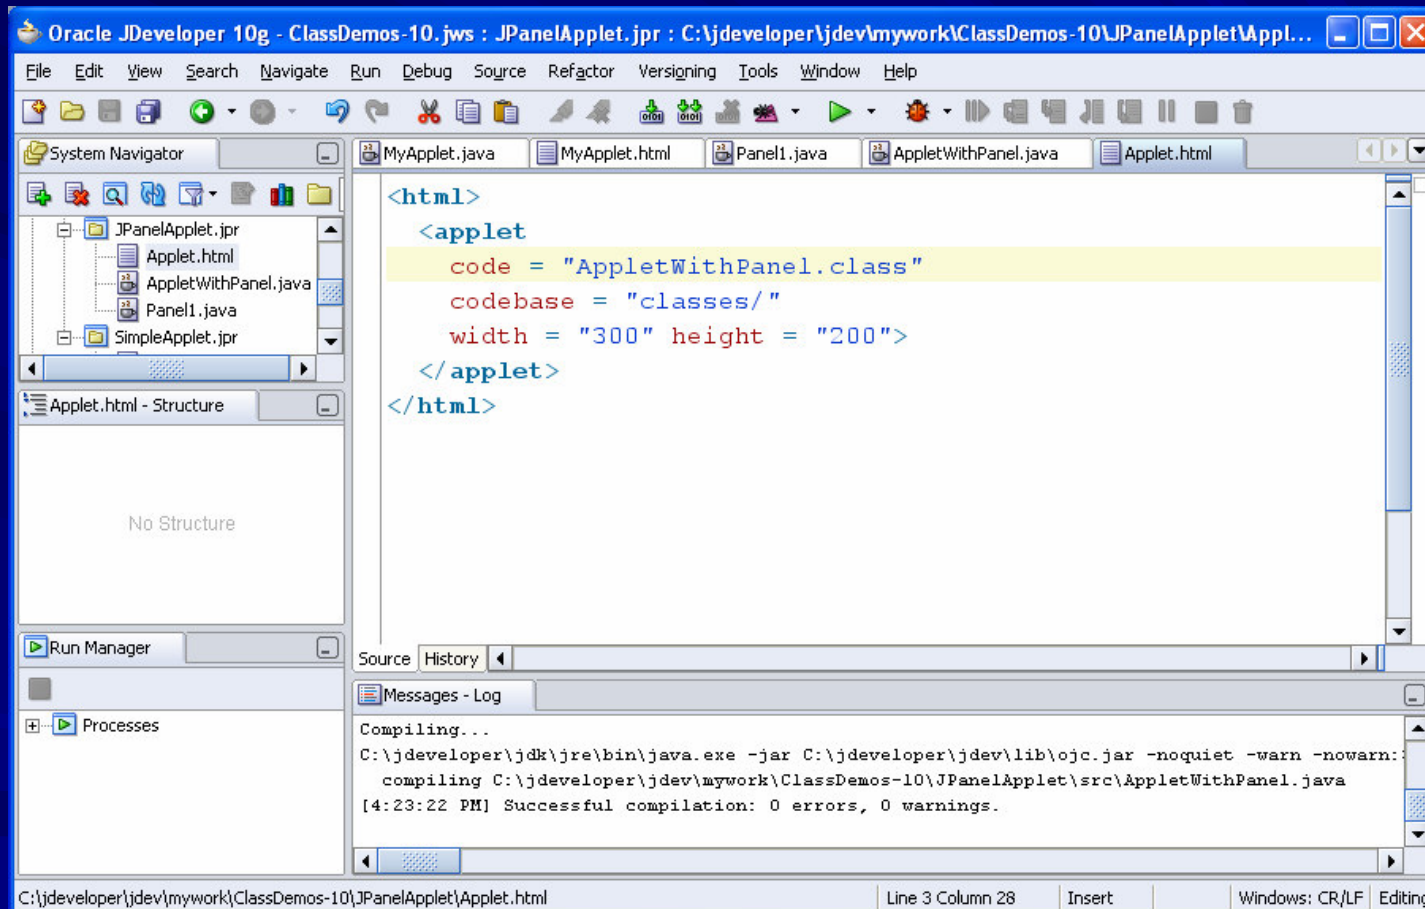 Oracle JDeveloper 10g - ClassDemos-10.jws : JPanelApplet.jpr : C:\jdeveloper\jdev\mywork\ClassDemos-10\JPanelApplet\Appl...
File Edit View Search Navigate Run Debug Source Refactor Versioning Tools Window Help
System Navigator
JPanelApplet.jpr
Applet.html
AppletWithPanel.java
Panel1.java
SimpleApplet.jpr
Applet.html - Structure
No Structure
Run Manager
Processes
MyApplet.java MyApplet.html Panel1.java AppletWithPanel.java Applet.html
<html>
<applet
code = "AppletWithPanel.class"
codebase = "classes/"
width = "300" height = "200">
</applet>
</html>
Source History
Messages - Log
Compiling...
C:\jdeveloper\jdk\jre\bin\java.exe -jar C:\jdeveloper\jdev\lib\ojc.jar -noquiet -warn -nowarn:
compiling C:\jdeveloper\jdev\mywork\ClassDemos-10\JPanelApplet\src\AppletWithPanel.java
[4:23:22 PM] Successful compilation: 0 errors, 0 warnings.
C:\jdeveloper\jdev\mywork\ClassDemos-10\JPanelApplet\Applet.html Line 3 Column 28 Insert Windows: CR/LF Editing